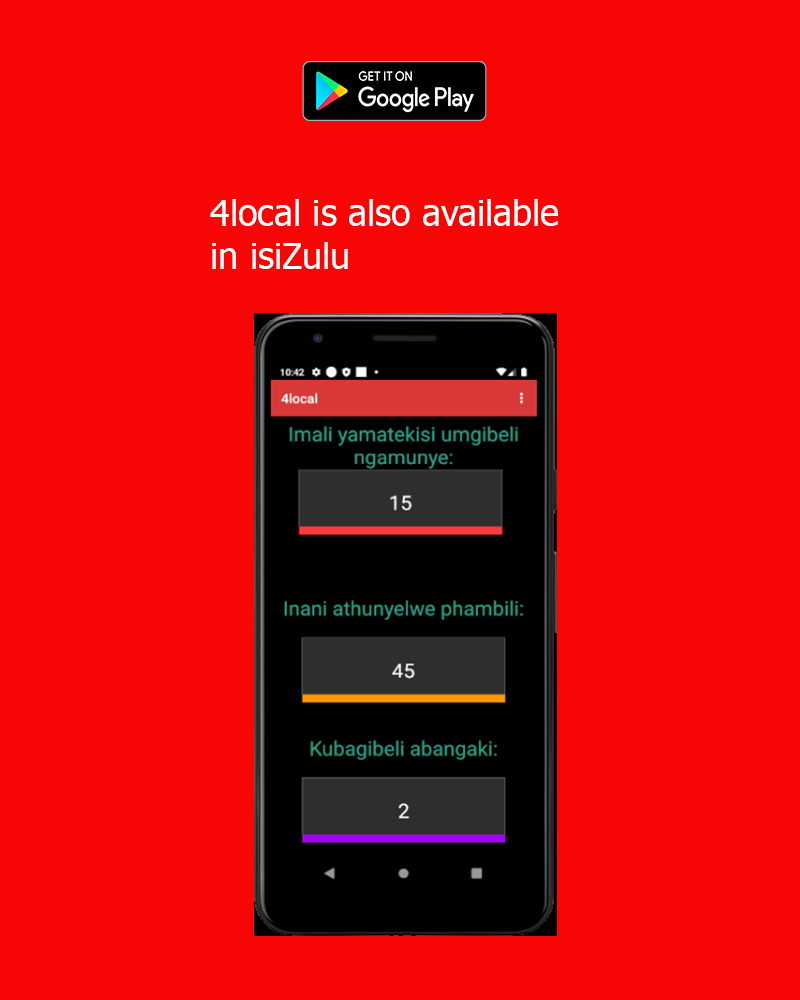 GET IT ON
Google Play
4local is also available
in isiZulu
10:42
4local
Imali yamatekisi umgibeli
ngamunye:
15
Inani athunyelwe phambili:
45
Kubagibeli abangaki:
2